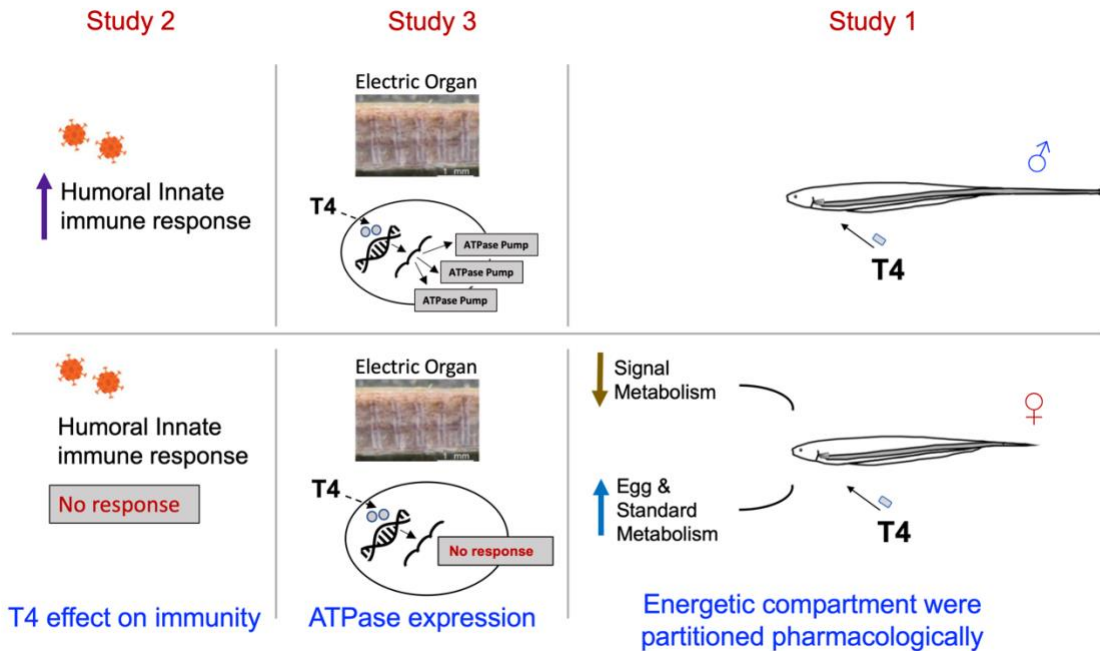 Study 2
Study 3
Study 1
Humoral Innate
immune response
Electric Organ
1 mm
T4
ATPase Pump
ATPase Pump
ATPase Pump
♂
T4
Humoral Innate
immune response
No response
Electric Organ
1 mm
T4
No response
Signal
Metabolism
Egg &
Standard
Metabolism
♀
T4
T4 effect on immunity
ATPase expression
Energetic compartment were
partitioned pharmacologically